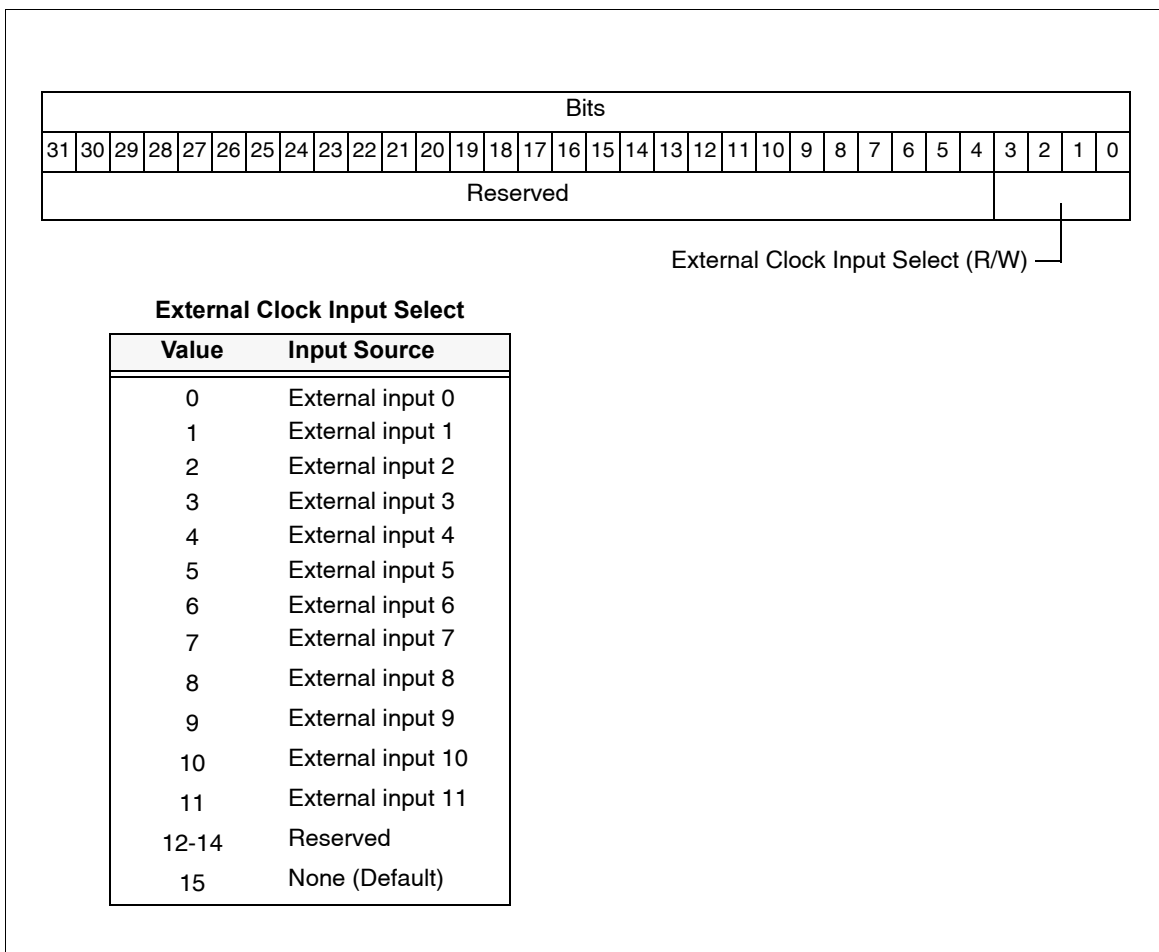 Bits
31 30 29 28 27 26 25 24 23 22 21 20 19 18 17 16 15 14 13 12 11 10 9 8 7 6 5 4 3 2 1 0
Reserved
External Clock Input Select (R/W)
External Clock Input Select
Value Input Source
0 External input 0
1 External input 1
2 External input 2
3 External input 3
4 External input 4
5 External input 5
6 External input 6
7 External input 7
8 External input 8
9 External input 9
10 External input 10
11 External input 11
12-14 Reserved
15 None (Default)